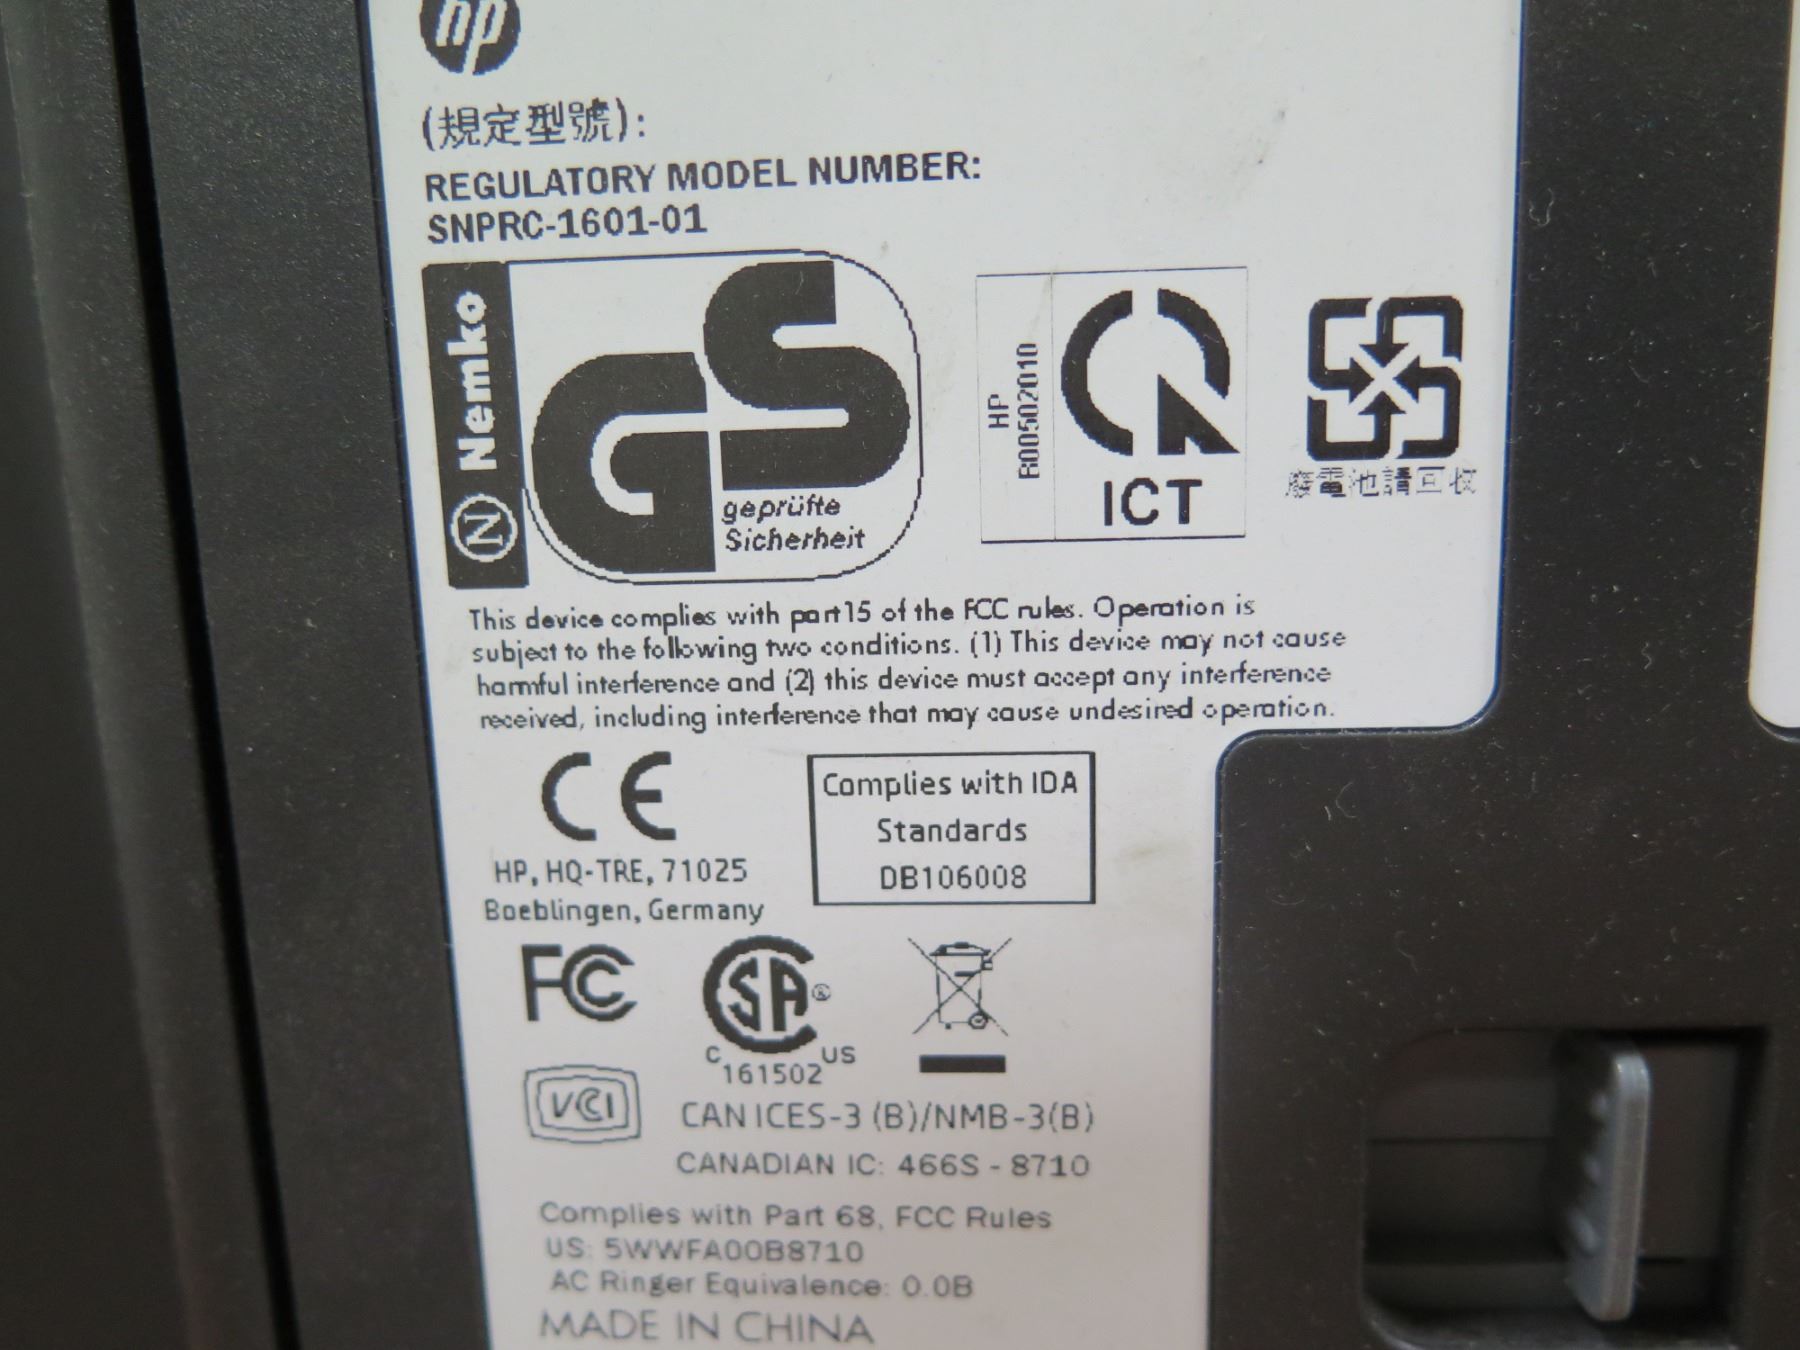 hp
(規定型號):
REGULATORY MODEL NUMBER:
SNPRC-1601-01
N Nemko
GS
geprüfte
Sicherheit
HP
B00502010
ICT
廢電池請回收
This device complies with part15 of the FCC rules. Operation is
subject to the following two conditions. (1) This device may not cause
harmful interference and (2) this device must accept any interference
received, including interference that may cause undesired operation.
CE
HP, HQ-TRE, 71025
Boeblingen, Germany
Complies with IDA
Standards
DB106008
FC
SA®
C 161502 US
VCCI
CAN ICES-3 (B)/NMB-3(B)
CANADIAN IC: 466S - 8710
Complies with Part 68, FCC Rules
US: 5WWFA00B8710
AC Ringer Equivalence: 0.0B
MADE IN CHINA